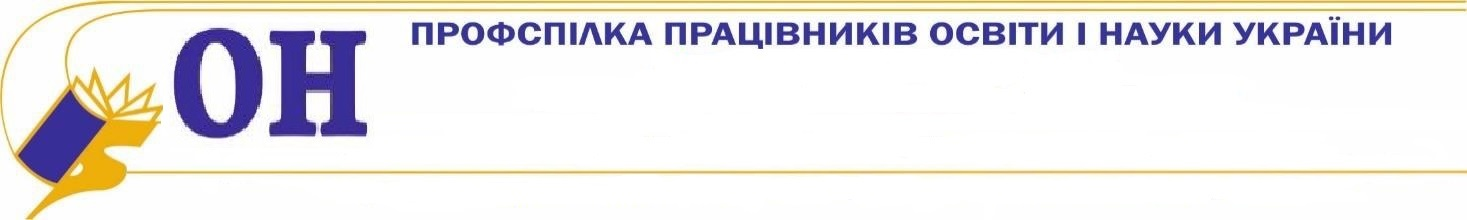 ОН
ПРОФСПІЛКА ПРАЦІВНИКІВ ОСВІТИ І НАУКИ УКРАЇНИ